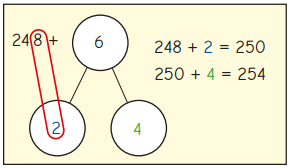 248 + 6
2 4
248 + 2 = 250
250 + 4 = 254